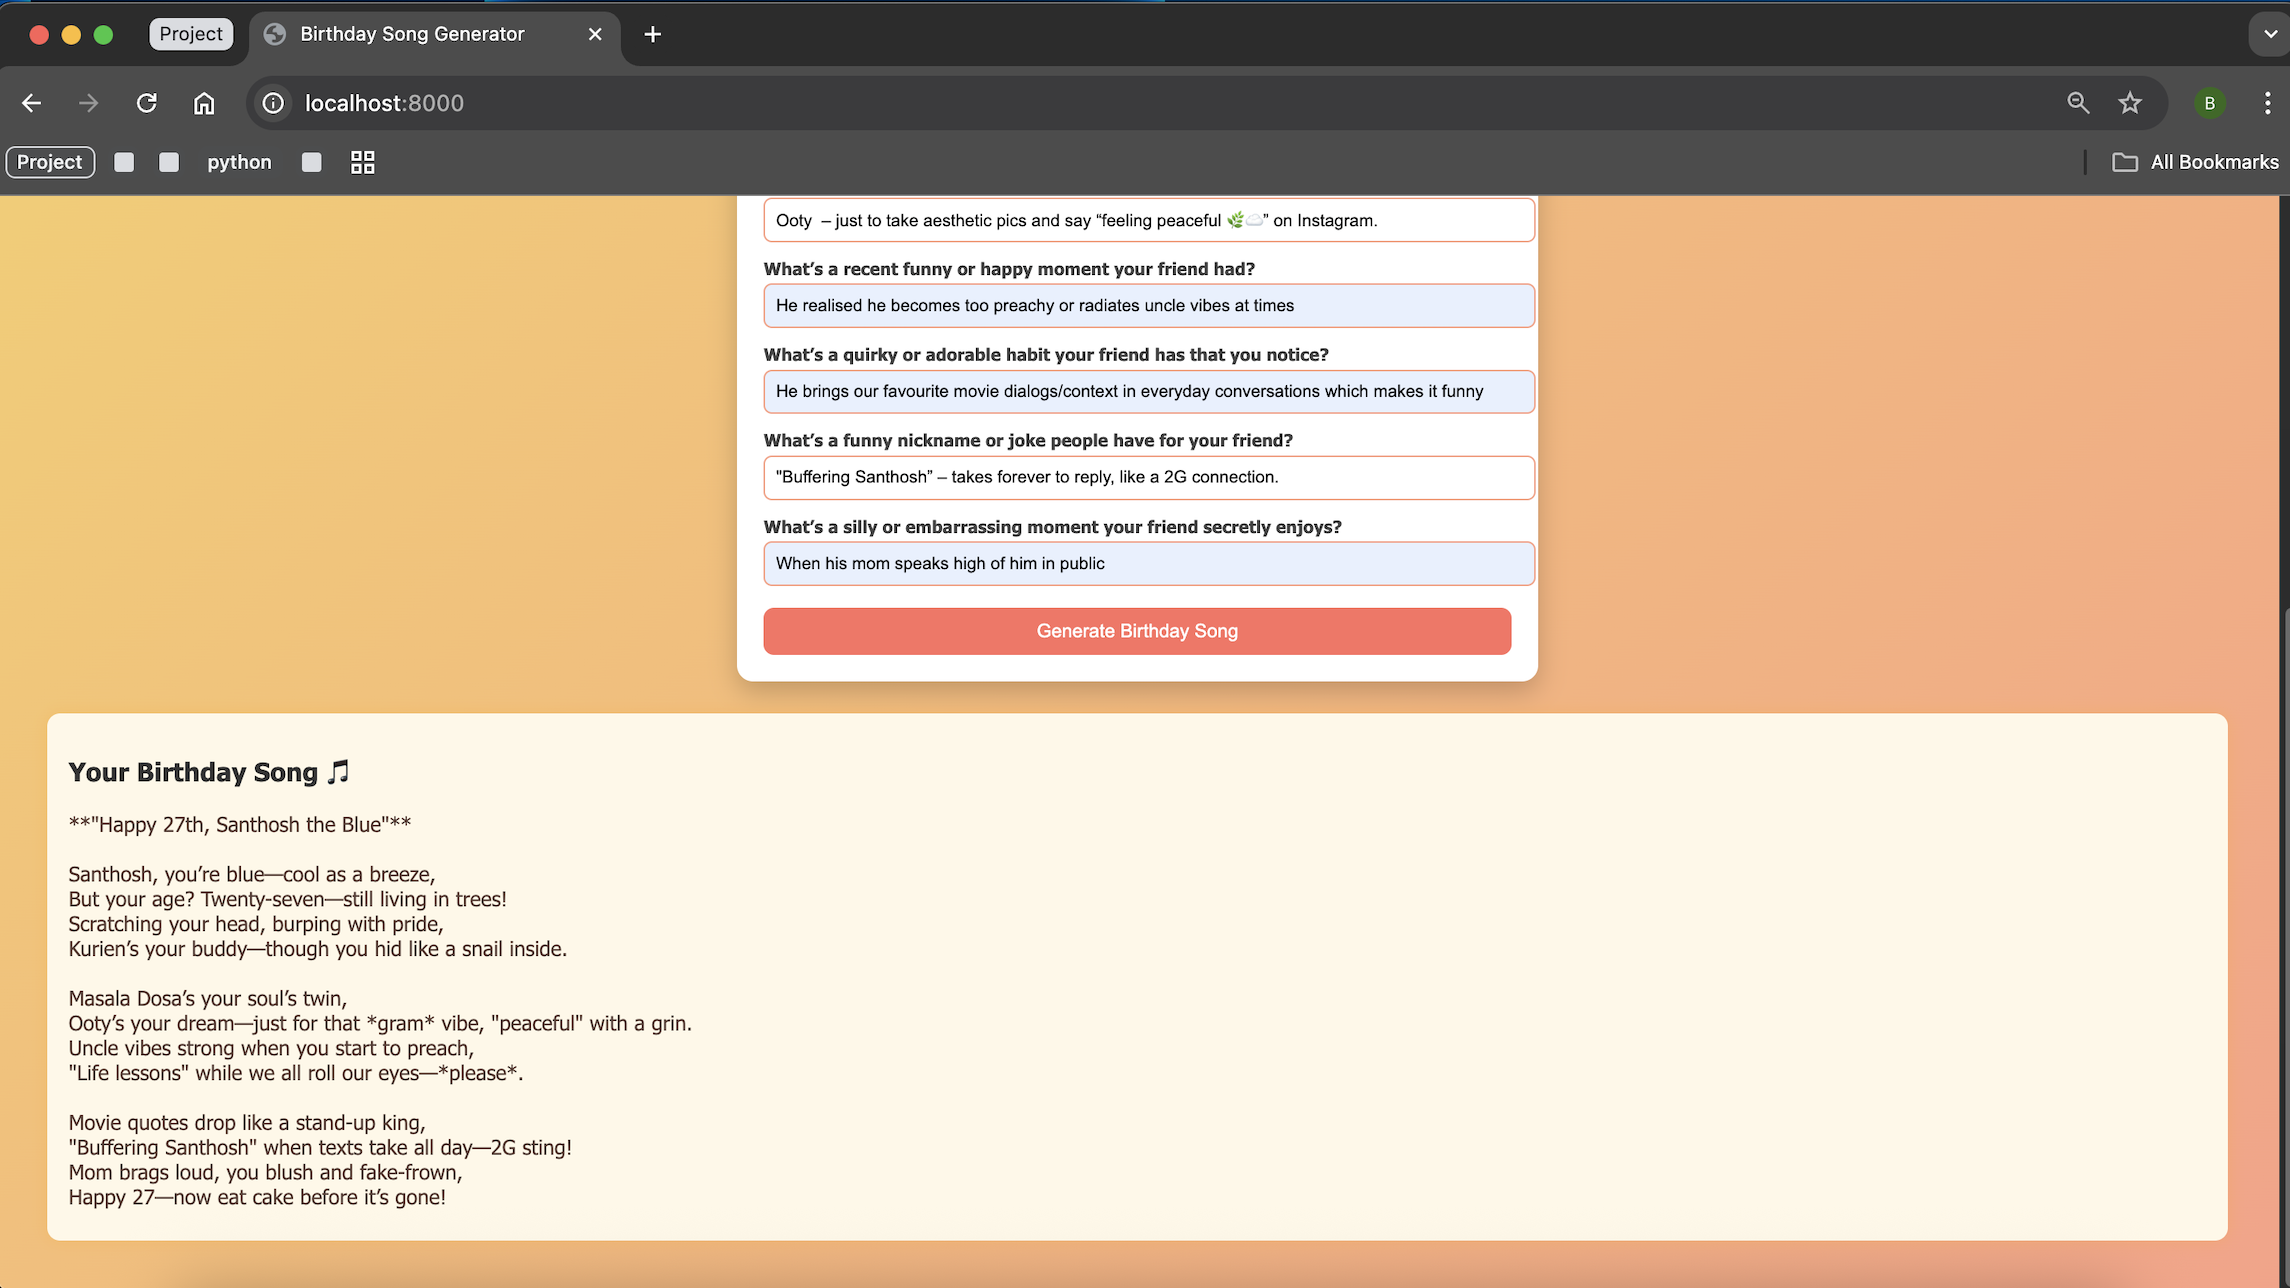 Project
Birthday Song Generator
localhost:8000
B
Project
python
All Bookmarks
Ooty – just to take aesthetic pics and say “feeling peaceful 🌿☁️” on Instagram.
What’s a recent funny or happy moment your friend had?
He realised he becomes too preachy or radiates uncle vibes at times
What’s a quirky or adorable habit your friend has that you notice?
He brings our favourite movie dialogs/context in everyday conversations which makes it funny
What’s a funny nickname or joke people have for your friend?
"Buffering Santhosh” – takes forever to reply, like a 2G connection.
What’s a silly or embarrassing moment your friend secretly enjoys?
When his mom speaks high of him in public
Generate Birthday Song
Your Birthday Song 🎵
**"Happy 27th, Santhosh the Blue"**
Santhosh, you’re blue—cool as a breeze,
But your age? Twenty-seven—still living in trees!
Scratching your head, burping with pride,
Kurien’s your buddy—though you hid like a snail inside.
Masala Dosa’s your soul’s twin,
Ooty’s your dream—just for that *gram* vibe, "peaceful" with a grin.
Uncle vibes strong when you start to preach,
"Life lessons" while we all roll our eyes—*please*.
Movie quotes drop like a stand-up king,
"Buffering Santhosh" when texts take all day—2G sting!
Mom brags loud, you blush and fake-frown,
Happy 27—now eat cake before it’s gone!